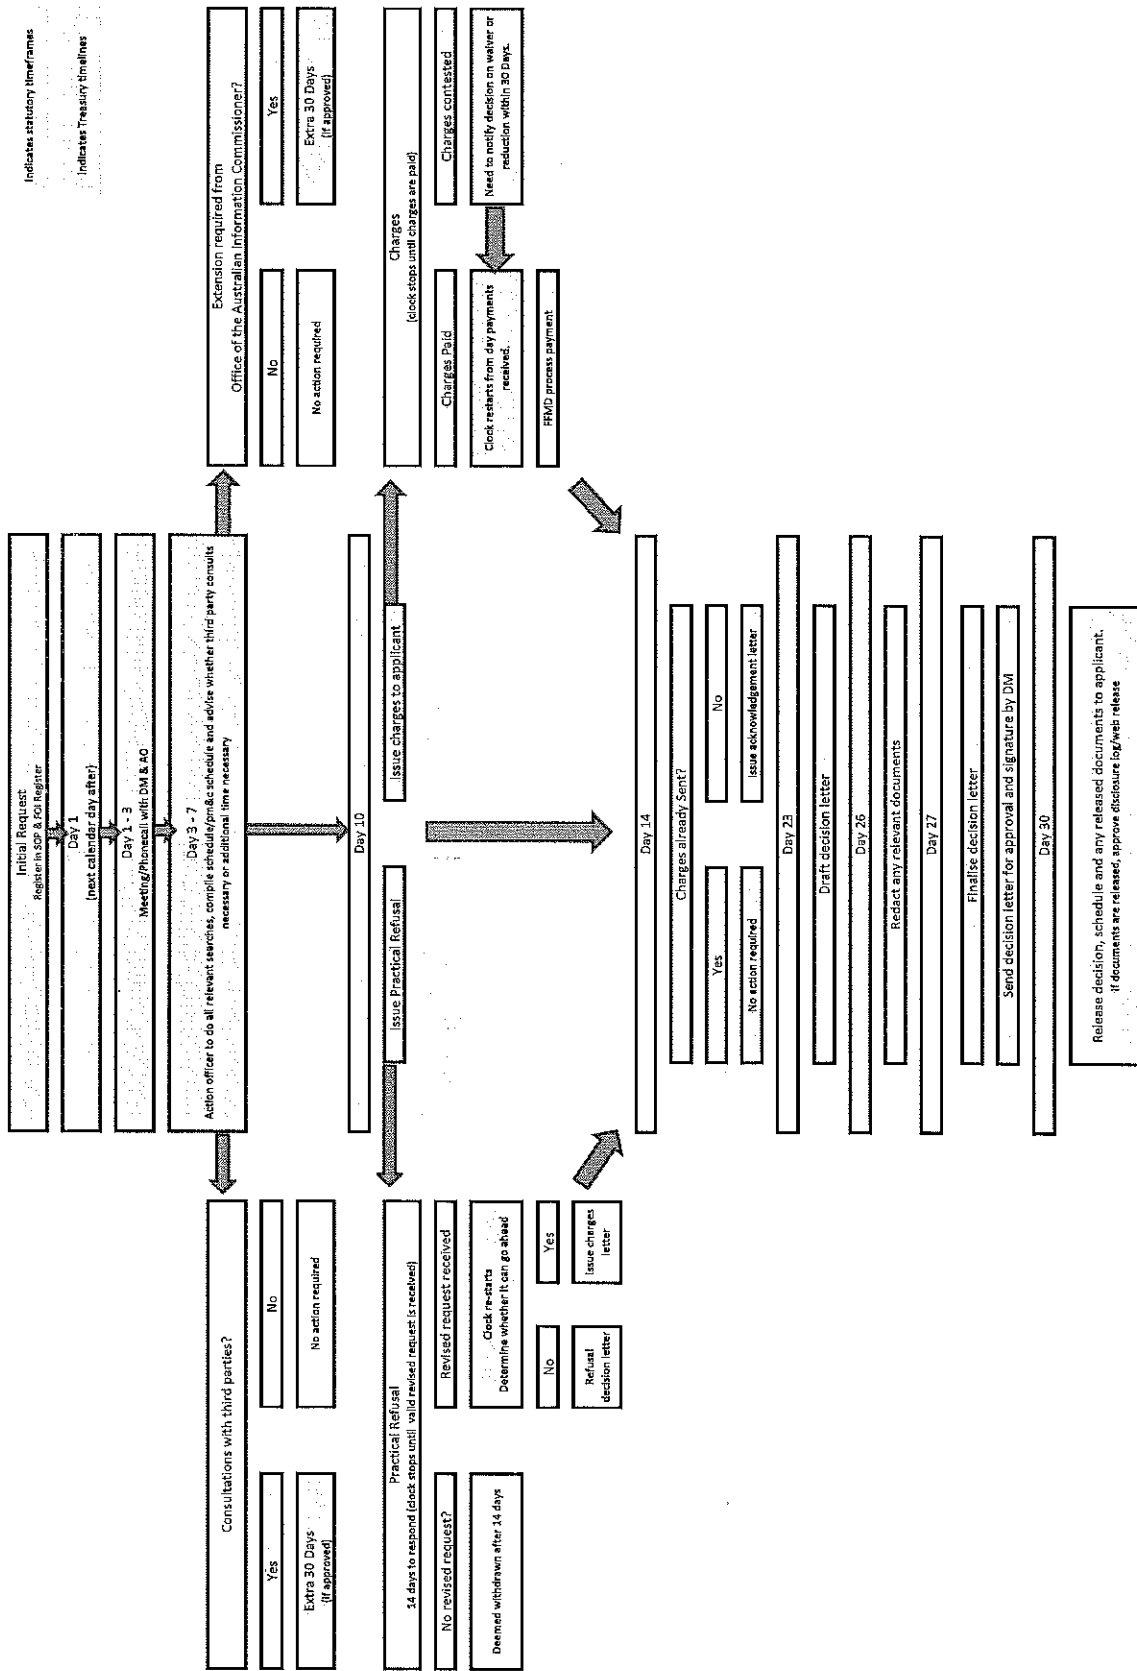 Indicates statutory timeframes
Indicates Treasury timelines
Initial Request
Register in SOP & FOI Register
Day 1
(next calendar day after)
Day 1 - 3
Meeting/Phonecall with DM & AO
Day 3 - 7
Action officer to do all relevant searches, compile schedule/pm&c schedule and advise whether third party consults
necessary or additional time necessary
Consultations with third parties?
Yes
No
Extra 30 Days
(if approved)
No action required
Extension required from
Office of the Australian Information Commissioner?
No
Yes
No action required
Extra 30 Days
(if approved)
Day 10
Issue Practical Refusal
Issue charges to applicant
Practical Refusal
14 days to respond (clock stops until valid revised request is received)
No revised request?
Revised request received
Deemed withdrawn after 14 days
Clock re-starts
Determine whether it can go ahead
No
Yes
Refusal
decision letter
Issue charges
letter
Charges
(clock stops until charges are paid)
Charges Paid
Charges contested
Clock restarts from day payments
received.
Need to notify decision on waiver or
reduction within 30 Days.
FFMD process payment
Day 14
Charges already Sent?
Yes
No
No action required
Issue acknowledgement letter
Day 23
Draft decision letter
Day 26
Redact any relevant documents
Day 27
Finalise decision letter
Send decision letter for approval and signature by DM
Day 30
Release decision, schedule and any released documents to applicant.
if documents are released, approve disclosure log/web release